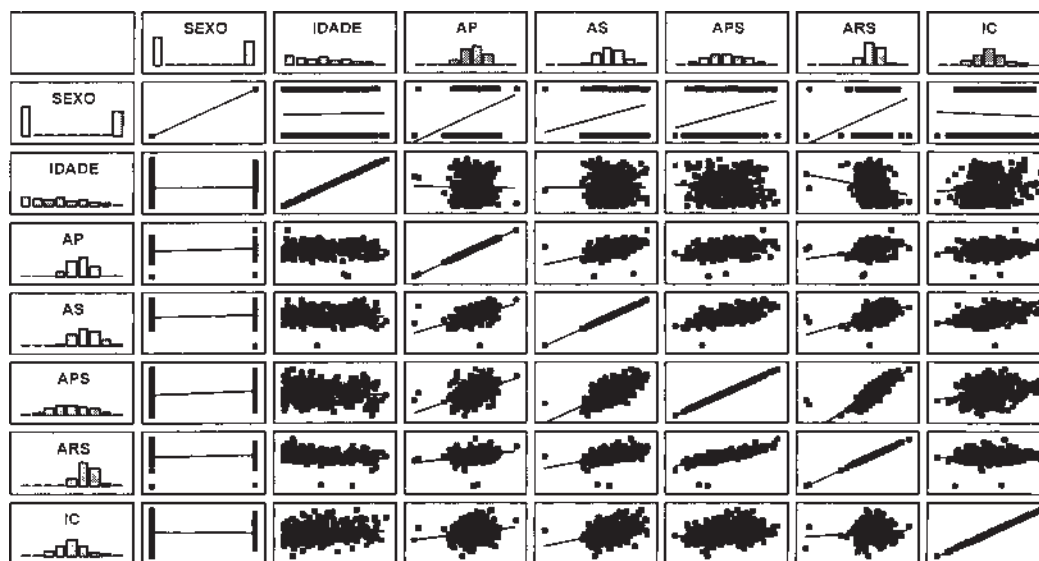 SEXO IDADE AP AS APS ARS IC
SEXO
IDADE
AP
AS
APS
ARS
IC